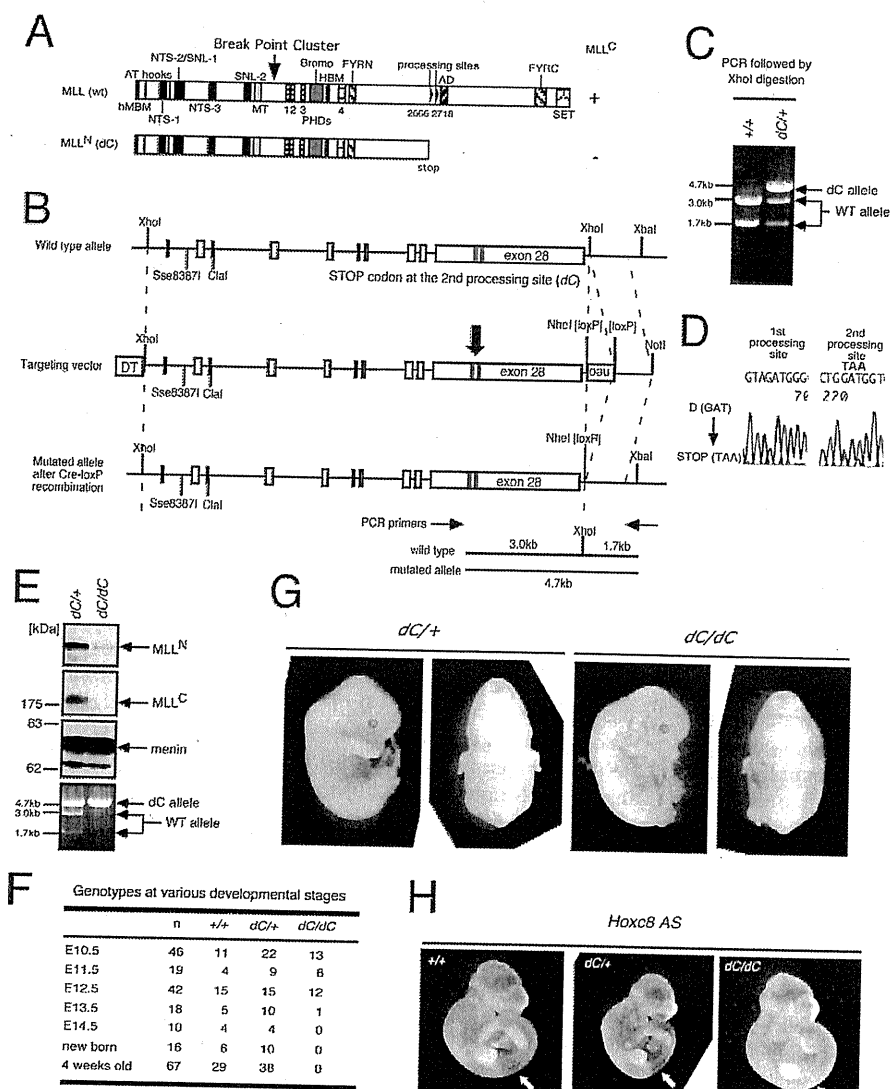 A
Break Point Cluster
NTS-2/SNL-1
AT hooks
SNL-2
Bromo
HBM
FYRN
processing sites
AD
FYRC
MLL^C
MLL (wt)
+
hMBM
NTS-1
NTS-3
MT
1 2 3
PHDs
4
2666 2718
SET
MLL^N (dC)
stop
-
B
XhoI
XhoI
XbaI
Wild type allele
exon 28
Sse8387I
ClaI
STOP codon at the 2nd processing site (dC)
XhoI
NheI [loxP] [loxP]
NotI
Targeting vector
DT
exon 28
neo
Sse8387I
ClaI
XhoI
NheI [loxP]
XbaI
Mutated allele
after Cre-loxP
recombination
exon 28
Sse8387I
ClaI
PCR primers
XhoI
wild type
3.0kb
1.7kb
mutated allele
4.7kb
C
PCR followed by
XhoI digestion
+/+
dC/+
4.7kb
3.0kb
1.7kb
dC allele
WT allele
D
1st
processing
site
2nd
processing
site
TAA
GTAGATGGG
CTGGATGGT
70
220
D (GAT)
STOP (TAA)
E
dC/+
dC/dC
[kDa]
MLL^N
MLL^C
175
83
menin
62
4.7kb
3.0kb
1.7kb
dC allele
WT allele
F
Genotypes at various developmental stages
n +/+ dC/+ dC/dC
E10.5 46 11 22 13
E11.5 19 4 9 6
E12.5 42 15 15 12
E13.5 18 5 10 1
E14.5 10 4 4 0
new born 16 6 10 0
4 weeks old 67 29 38 0
G
dC/+
dC/dC
H
Hoxc8 AS
+/+
dC/+
dC/dC